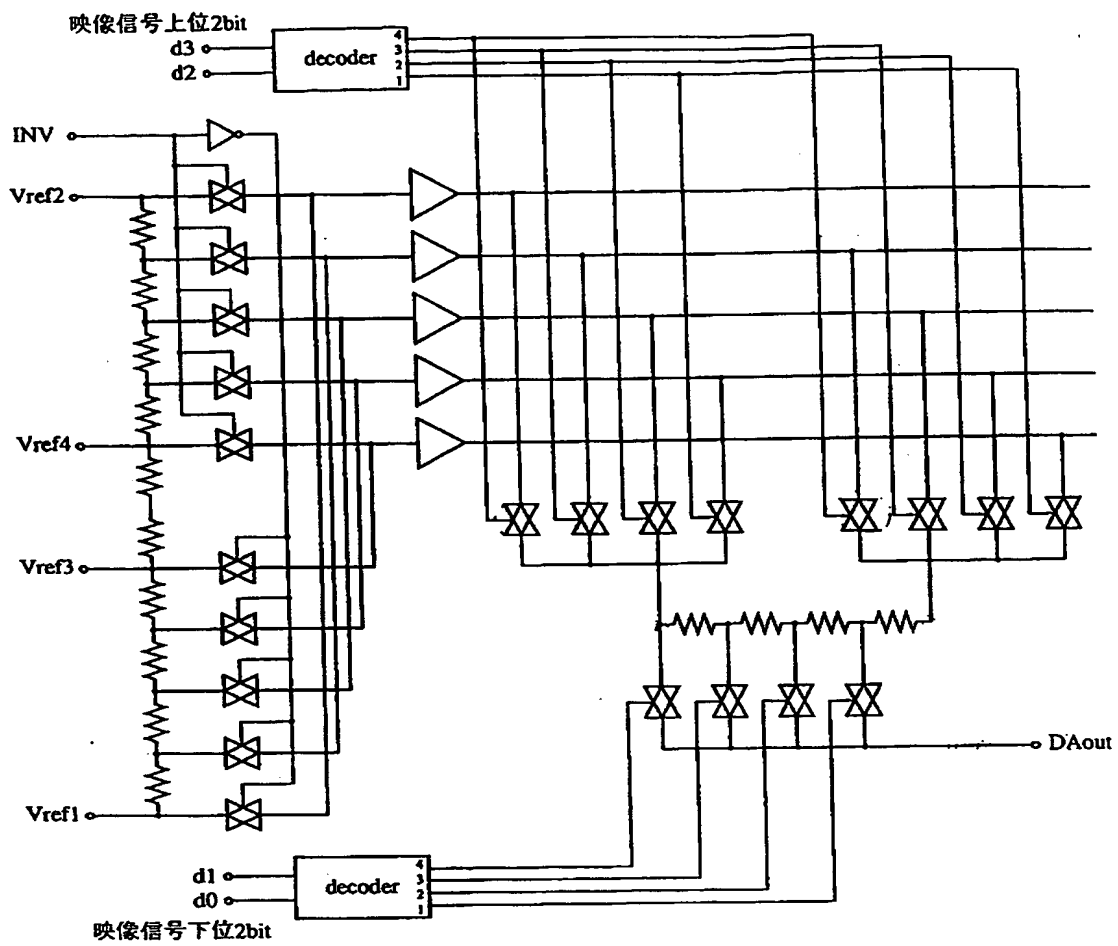 映像信号上位2bit
d3
d2
decoder
4
3
2
1
INV
Vref2
Vref4
Vref3
Vref1
DAout
d1
d0
decoder
4
3
2
1
映像信号下位2bit